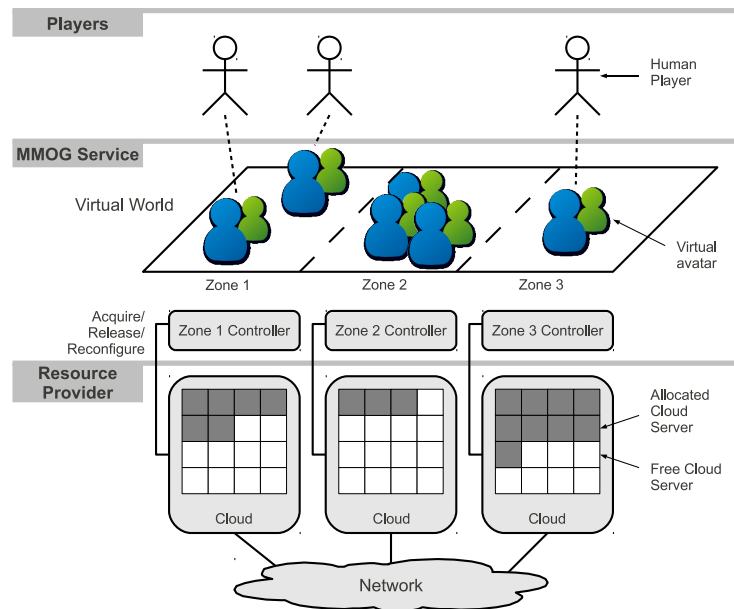 Players
Human
Player
MMOG Service
Virtual World
Virtual
avatar
Zone 1
Zone 2
Zone 3
Acquire/
Release/
Reconfigure
Zone 1 Controller
Zone 2 Controller
Zone 3 Controller
Resource
Provider
Allocated
Cloud
Server
Free Cloud
Server
Cloud
Cloud
Cloud
Network